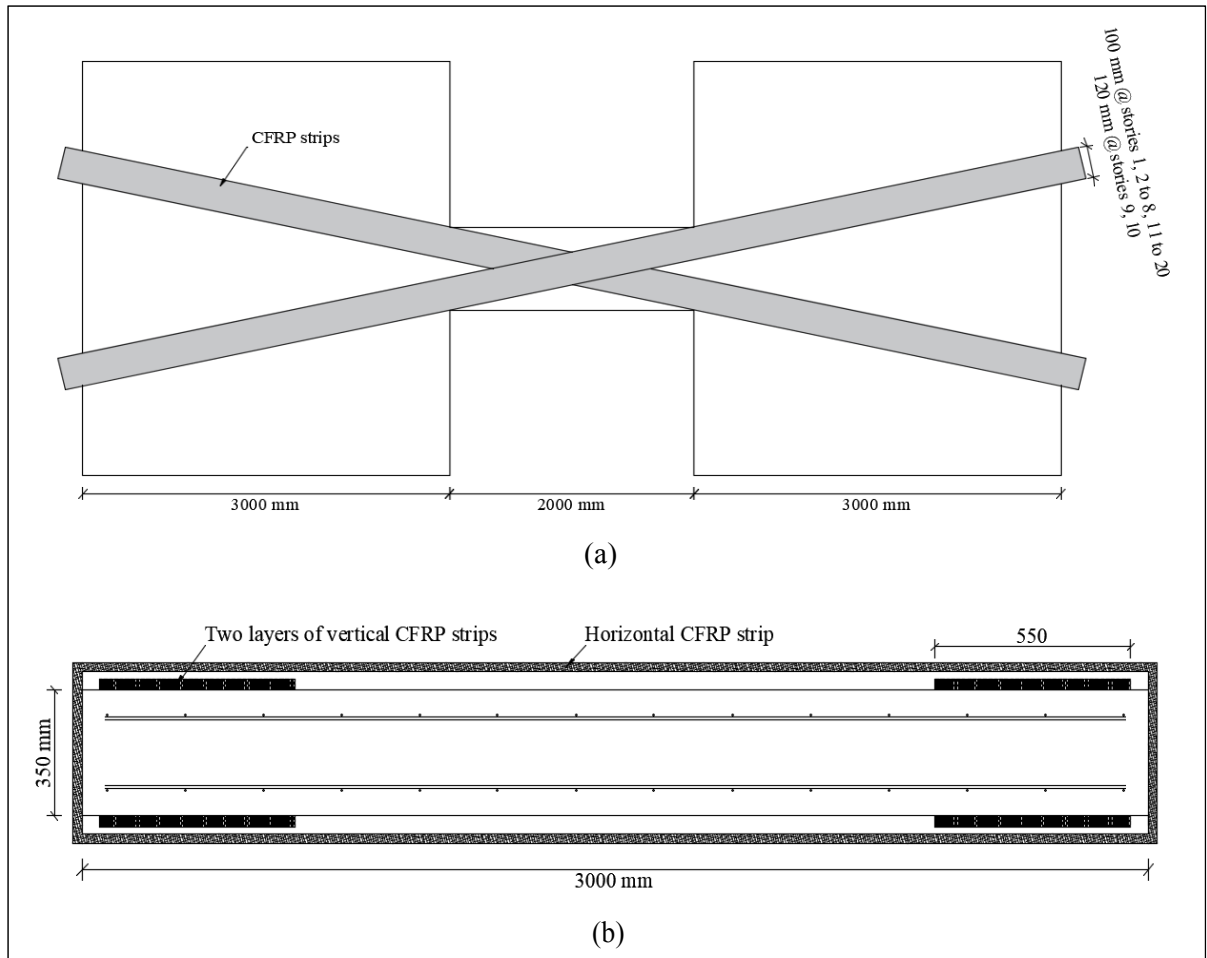 CFRP strips
100 mm @ stories 1, 2 to 8, 11 to 20
120 mm @ stories 9, 10
3000 mm
2000 mm
3000 mm
(a)
Two layers of vertical CFRP strips
Horizontal CFRP strip
550
350 mm
3000 mm
(b)